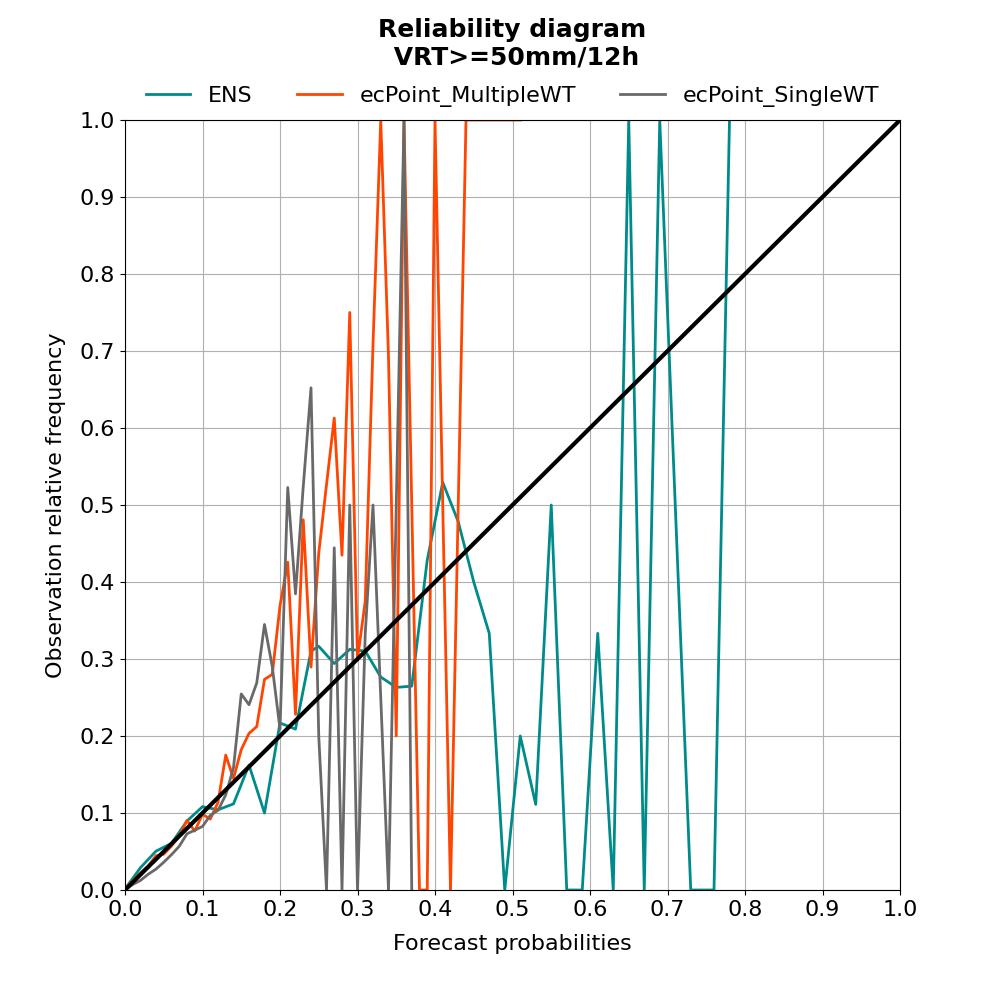 Reliability diagram
VRT>=50mm/12h
ENS ecPoint_MultipleWT ecPoint_SingleWT
1.0
0.9
0.8
0.7
0.6
0.5
0.4
0.3
0.2
0.1
0.0
Observation relative frequency
0.0 0.1 0.2 0.3 0.4 0.5 0.6 0.7 0.8 0.9 1.0
Forecast probabilities